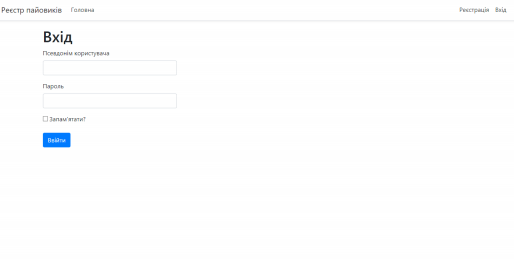 Реєстр пайовиків Головна Реєстрація Вхід
Вхід
Псевдонім користувача
Пароль
Запам'ятати?
Ввійти